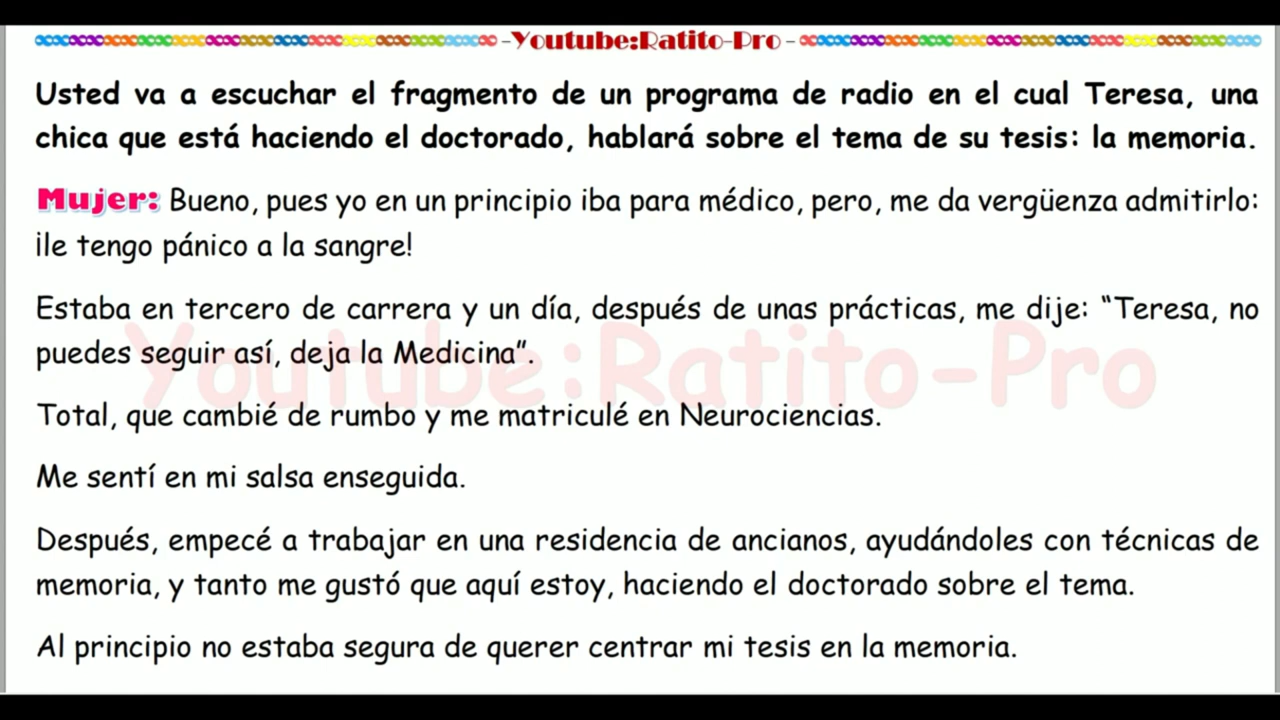 -Youtube:Ratito-Pro-
Usted va a escuchar el fragmento de un programa de radio en el cual Teresa, una
chica que está haciendo el doctorado, hablará sobre el tema de su tesis: la memoria.
Mujer: Bueno, pues yo en un principio iba para médico, pero, me da vergüenza admitirlo:
¡le tengo pánico a la sangre!
Estaba en tercero de carrera y un día, después de unas prácticas, me dije: “Teresa, no
puedes seguir así, deja la Medicina”.
Youtube:Ratito-Pro
Total, que cambié de rumbo y me matriculé en Neurociencias.
Me sentí en mi salsa enseguida.
Después, empecé a trabajar en una residencia de ancianos, ayudándoles con técnicas de
memoria, y tanto me gustó que aquí estoy, haciendo el doctorado sobre el tema.
Al principio no estaba segura de querer centrar mi tesis en la memoria.